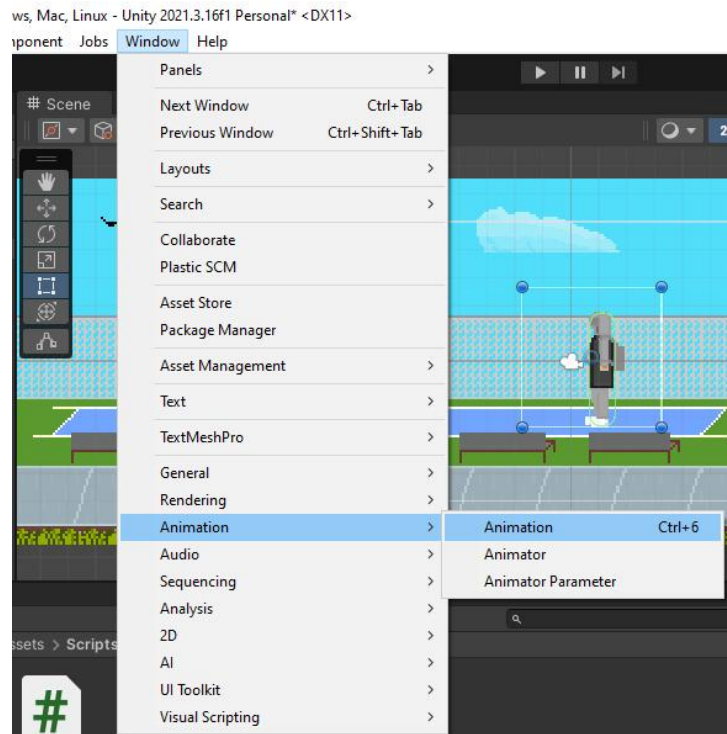 ws, Mac, Linux - Unity 2021.3.16f1 Personal* <DX11>
ponent Jobs Window Help
Panels >
# Scene
Next Window Ctrl+Tab
Previous Window Ctrl+Shift+Tab
2
Layouts >
Search >
Collaborate
Plastic SCM
Asset Store
Package Manager
Asset Management >
Text >
TextMeshPro >
General >
Rendering >
Animation >
Animation Ctrl+6
Audio >
Animator
Sequencing >
Animator Parameter
Analysis >
2D >
ssets > Scripts
AI >
UI Toolkit >
#
Visual Scripting >